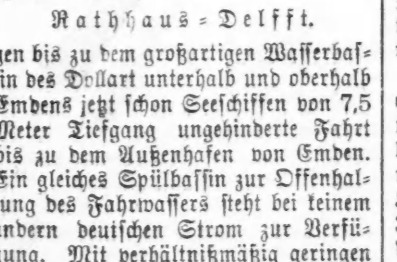 Rathhaus-Delfft.
gen bis zu dem großartigen Wasserbas-
in des Dollart unterhalb und oberhalb
Emdens jetzt schon Seeschiffen von 7,5
Meter Tiefgang ungehinderte Fahrt
bis zu dem Außenhafen von Emden.
Ein gleiches Spülbassin zur Offenhal-
ung des Fahrwassers steht bei keinem
andern deutschen Strom zur Verfü-
gung. Mit verhältnißmäßig geringen